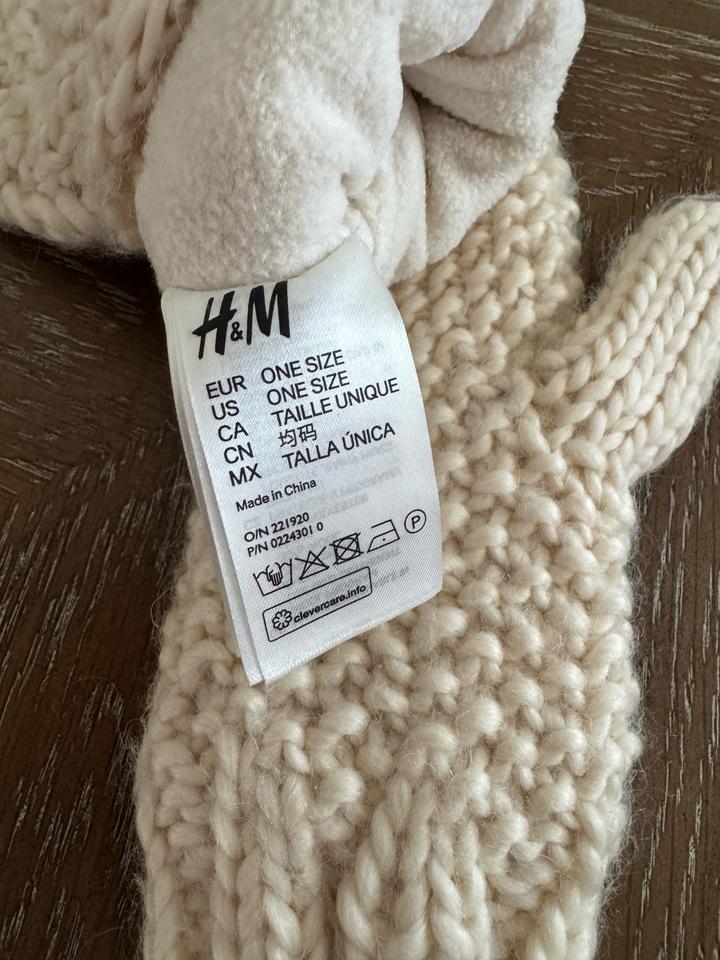 H&M
EUR ONE SIZE
US ONE SIZE
CA TAILLE UNIQUE
CN 均码
MX TALLA ÚNICA
Made in China
O/N 221920
P/N 0224301 0
P
clevercare.info